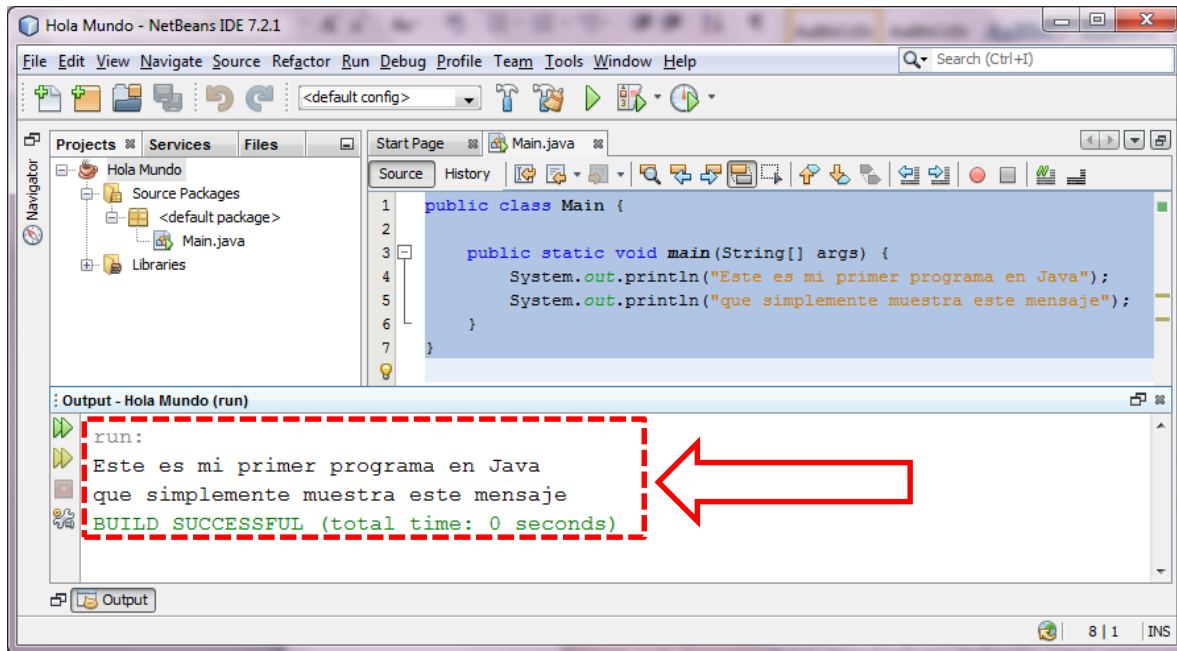 Hola Mundo - NetBeans IDE 7.2.1
File Edit View Navigate Source Refactor Run Debug Profile Team Tools Window Help
Search (Ctrl+I)
<default config>
Projects Services Files
Start Page Main.java
Navigator
Hola Mundo
Source Packages
<default package>
Main.java
Libraries
Source History
1 public class Main {
2
3 public static void main(String[] args) {
4 System.out.println("Este es mi primer programa en Java");
5 System.out.println("que simplemente muestra este mensaje");
6 }
7 }
Output - Hola Mundo (run)
run:
Este es mi primer programa en Java
que simplemente muestra este mensaje
BUILD SUCCESSFUL (total time: 0 seconds)
Output
8 | 1 INS